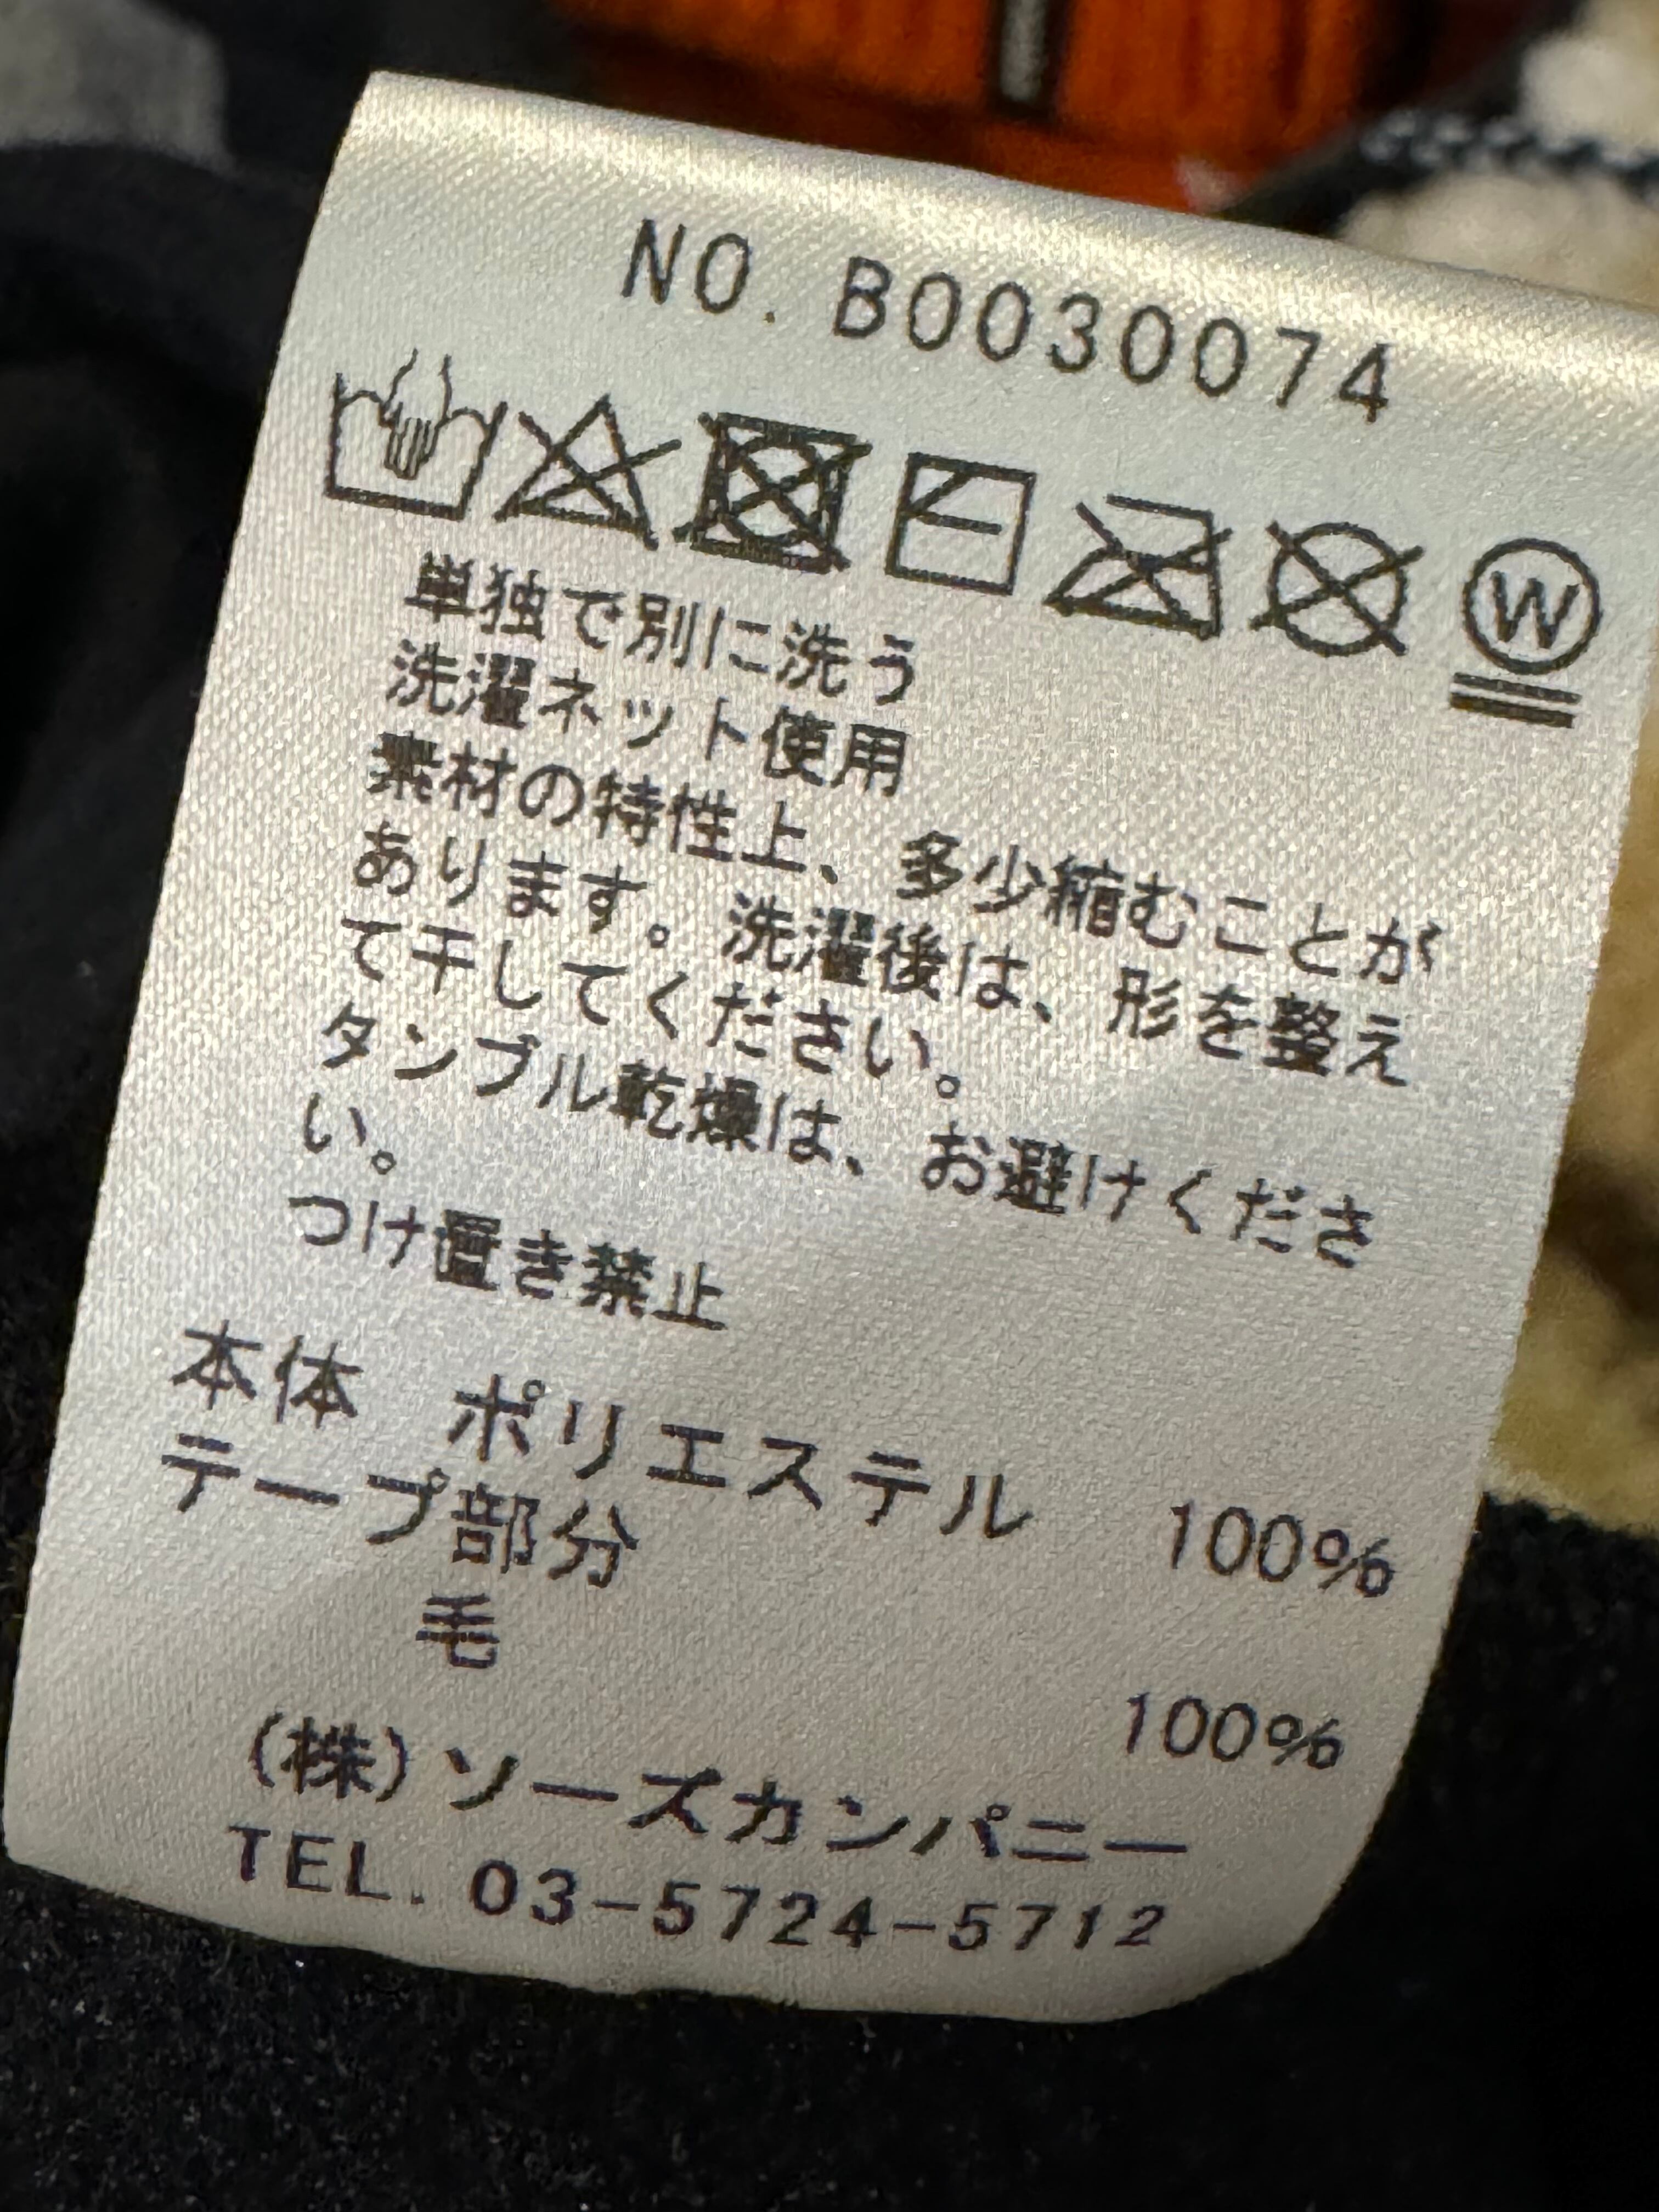 NO. B0030074
W
単独で別に洗う
洗濯ネット使用
素材の特性上、多少縮むことが
あります。洗濯後は、形を整え
て干してください。
タンブル乾燥は、お避けくださ
い。
つけ置き禁止
本体 ポリエステル 100%
テープ部分
毛 100%
(株)ソーズカンパニー
TEL. 03-5724-5712